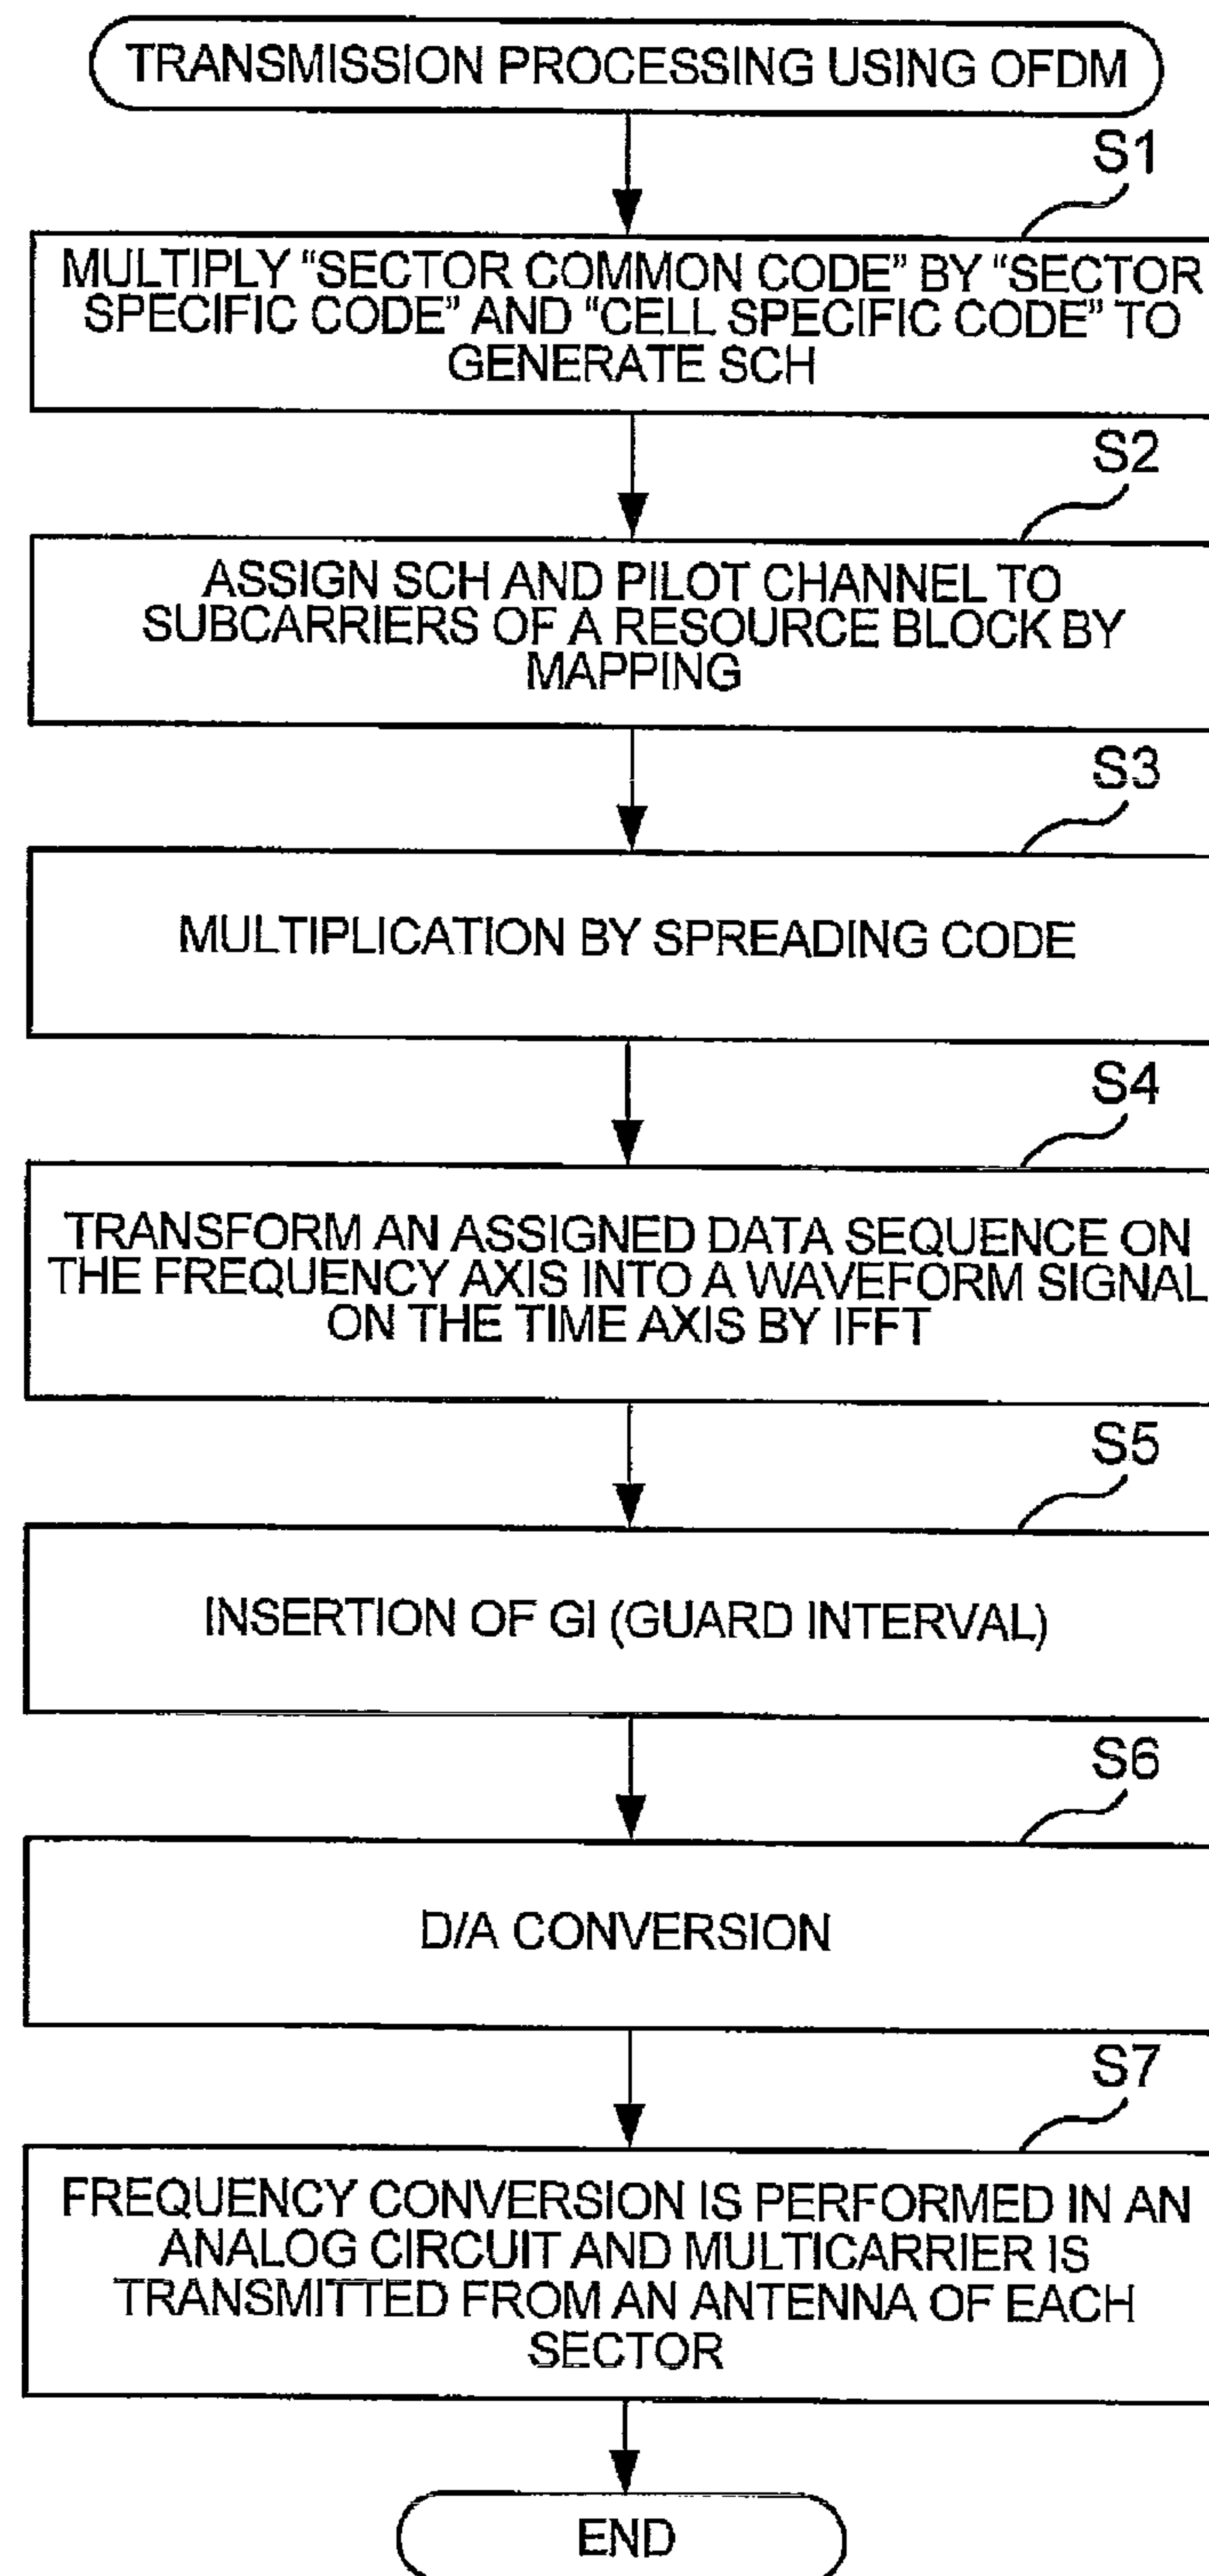 TRANSMISSION PROCESSING USING OFDM
S1
MULTIPLY “SECTOR COMMON CODE” BY “SECTOR
SPECIFIC CODE” AND “CELL SPECIFIC CODE” TO
GENERATE SCH
S2
ASSIGN SCH AND PILOT CHANNEL TO
SUBCARRIERS OF A RESOURCE BLOCK BY
MAPPING
S3
MULTIPLICATION BY SPREADING CODE
S4
TRANSFORM AN ASSIGNED DATA SEQUENCE ON
THE FREQUENCY AXIS INTO A WAVEFORM SIGNAL
ON THE TIME AXIS BY IFFT
S5
INSERTION OF GI (GUARD INTERVAL)
S6
D/A CONVERSION
S7
FREQUENCY CONVERSION IS PERFORMED IN AN
ANALOG CIRCUIT AND MULTICARRIER IS
TRANSMITTED FROM AN ANTENNA OF EACH
SECTOR
END